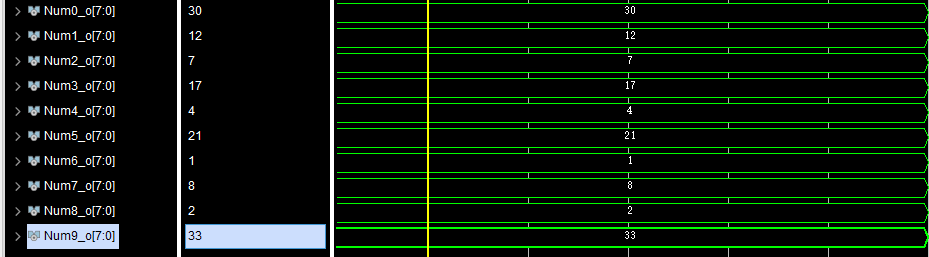 Num0_o[7:0] 30 30
Num1_o[7:0] 12 12
Num2_o[7:0] 7 7
Num3_o[7:0] 17 17
Num4_o[7:0] 4 4
Num5_o[7:0] 21 21
Num6_o[7:0] 1 1
Num7_o[7:0] 8 8
Num8_o[7:0] 2 2
Num9_o[7:0] 33 33